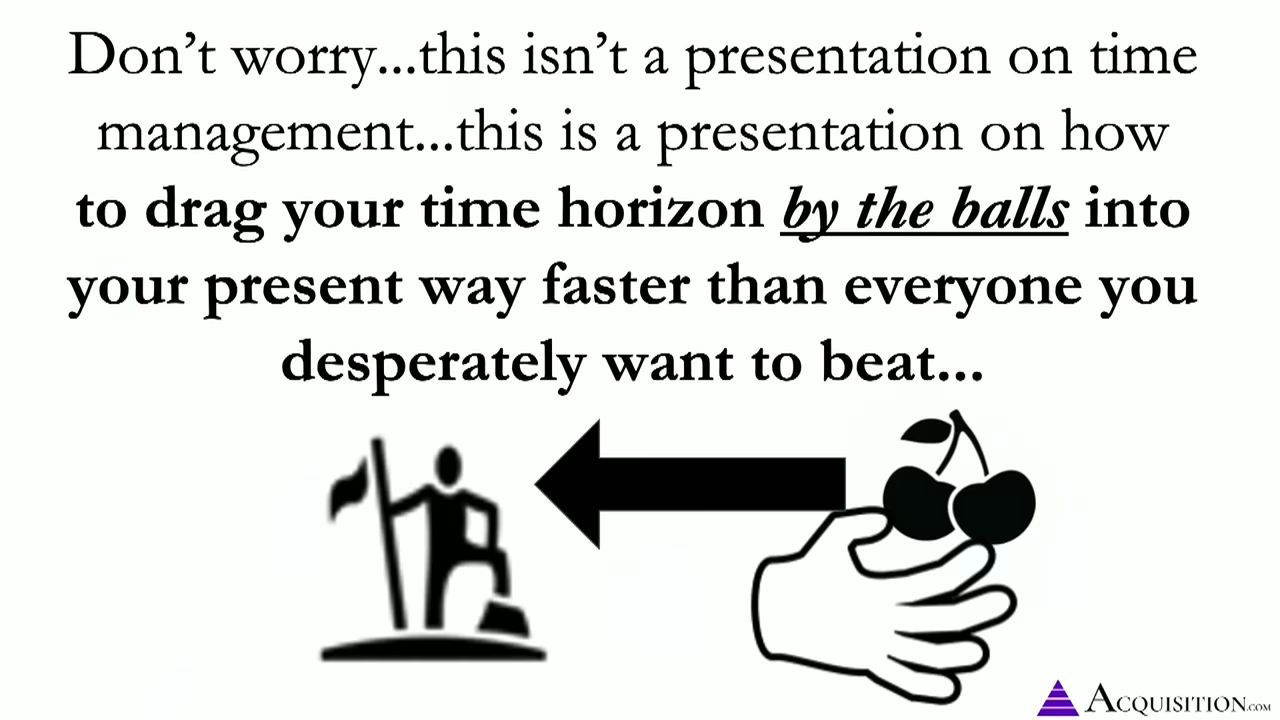 Don’t worry...this isn’t a presentation on time
management...this is a presentation on how
to drag your time horizon by the balls into
your present way faster than everyone you
desperately want to beat...
ACQUISITION.COM